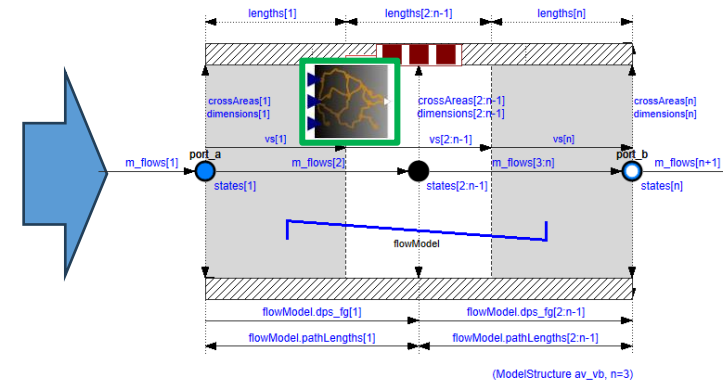 lengths[1] lengths[2:n-1] lengths[n]
crossAreas[1] crossAreas[2:n-1] crossAreas[n]
dimensions[1] dimensions[2:n-1] dimensions[n]
vs[1] vs[2:n-1] vs[n]
port_a port_b
m_flows[1] m_flows[2] m_flows[3:n] m_flows[n+1]
states[1] states[2:n-1] states[n]
flowModel
flowModel.dps_fg[1] flowModel.dps_fg[2:n-1]
flowModel.pathLengths[1] flowModel.pathLengths[2:n-1]
(ModelStructure av_vb, n=3)